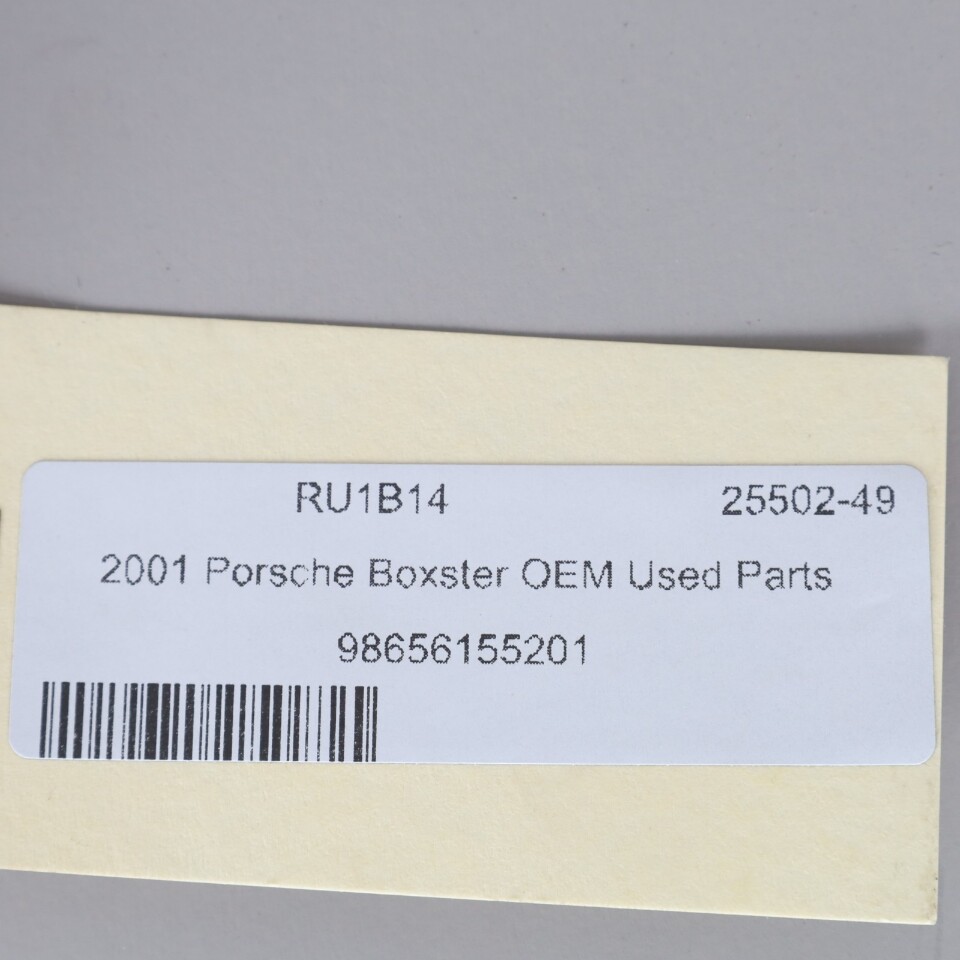 RU1B14 25502-49
2001 Porsche Boxster OEM Used Parts
98656155201